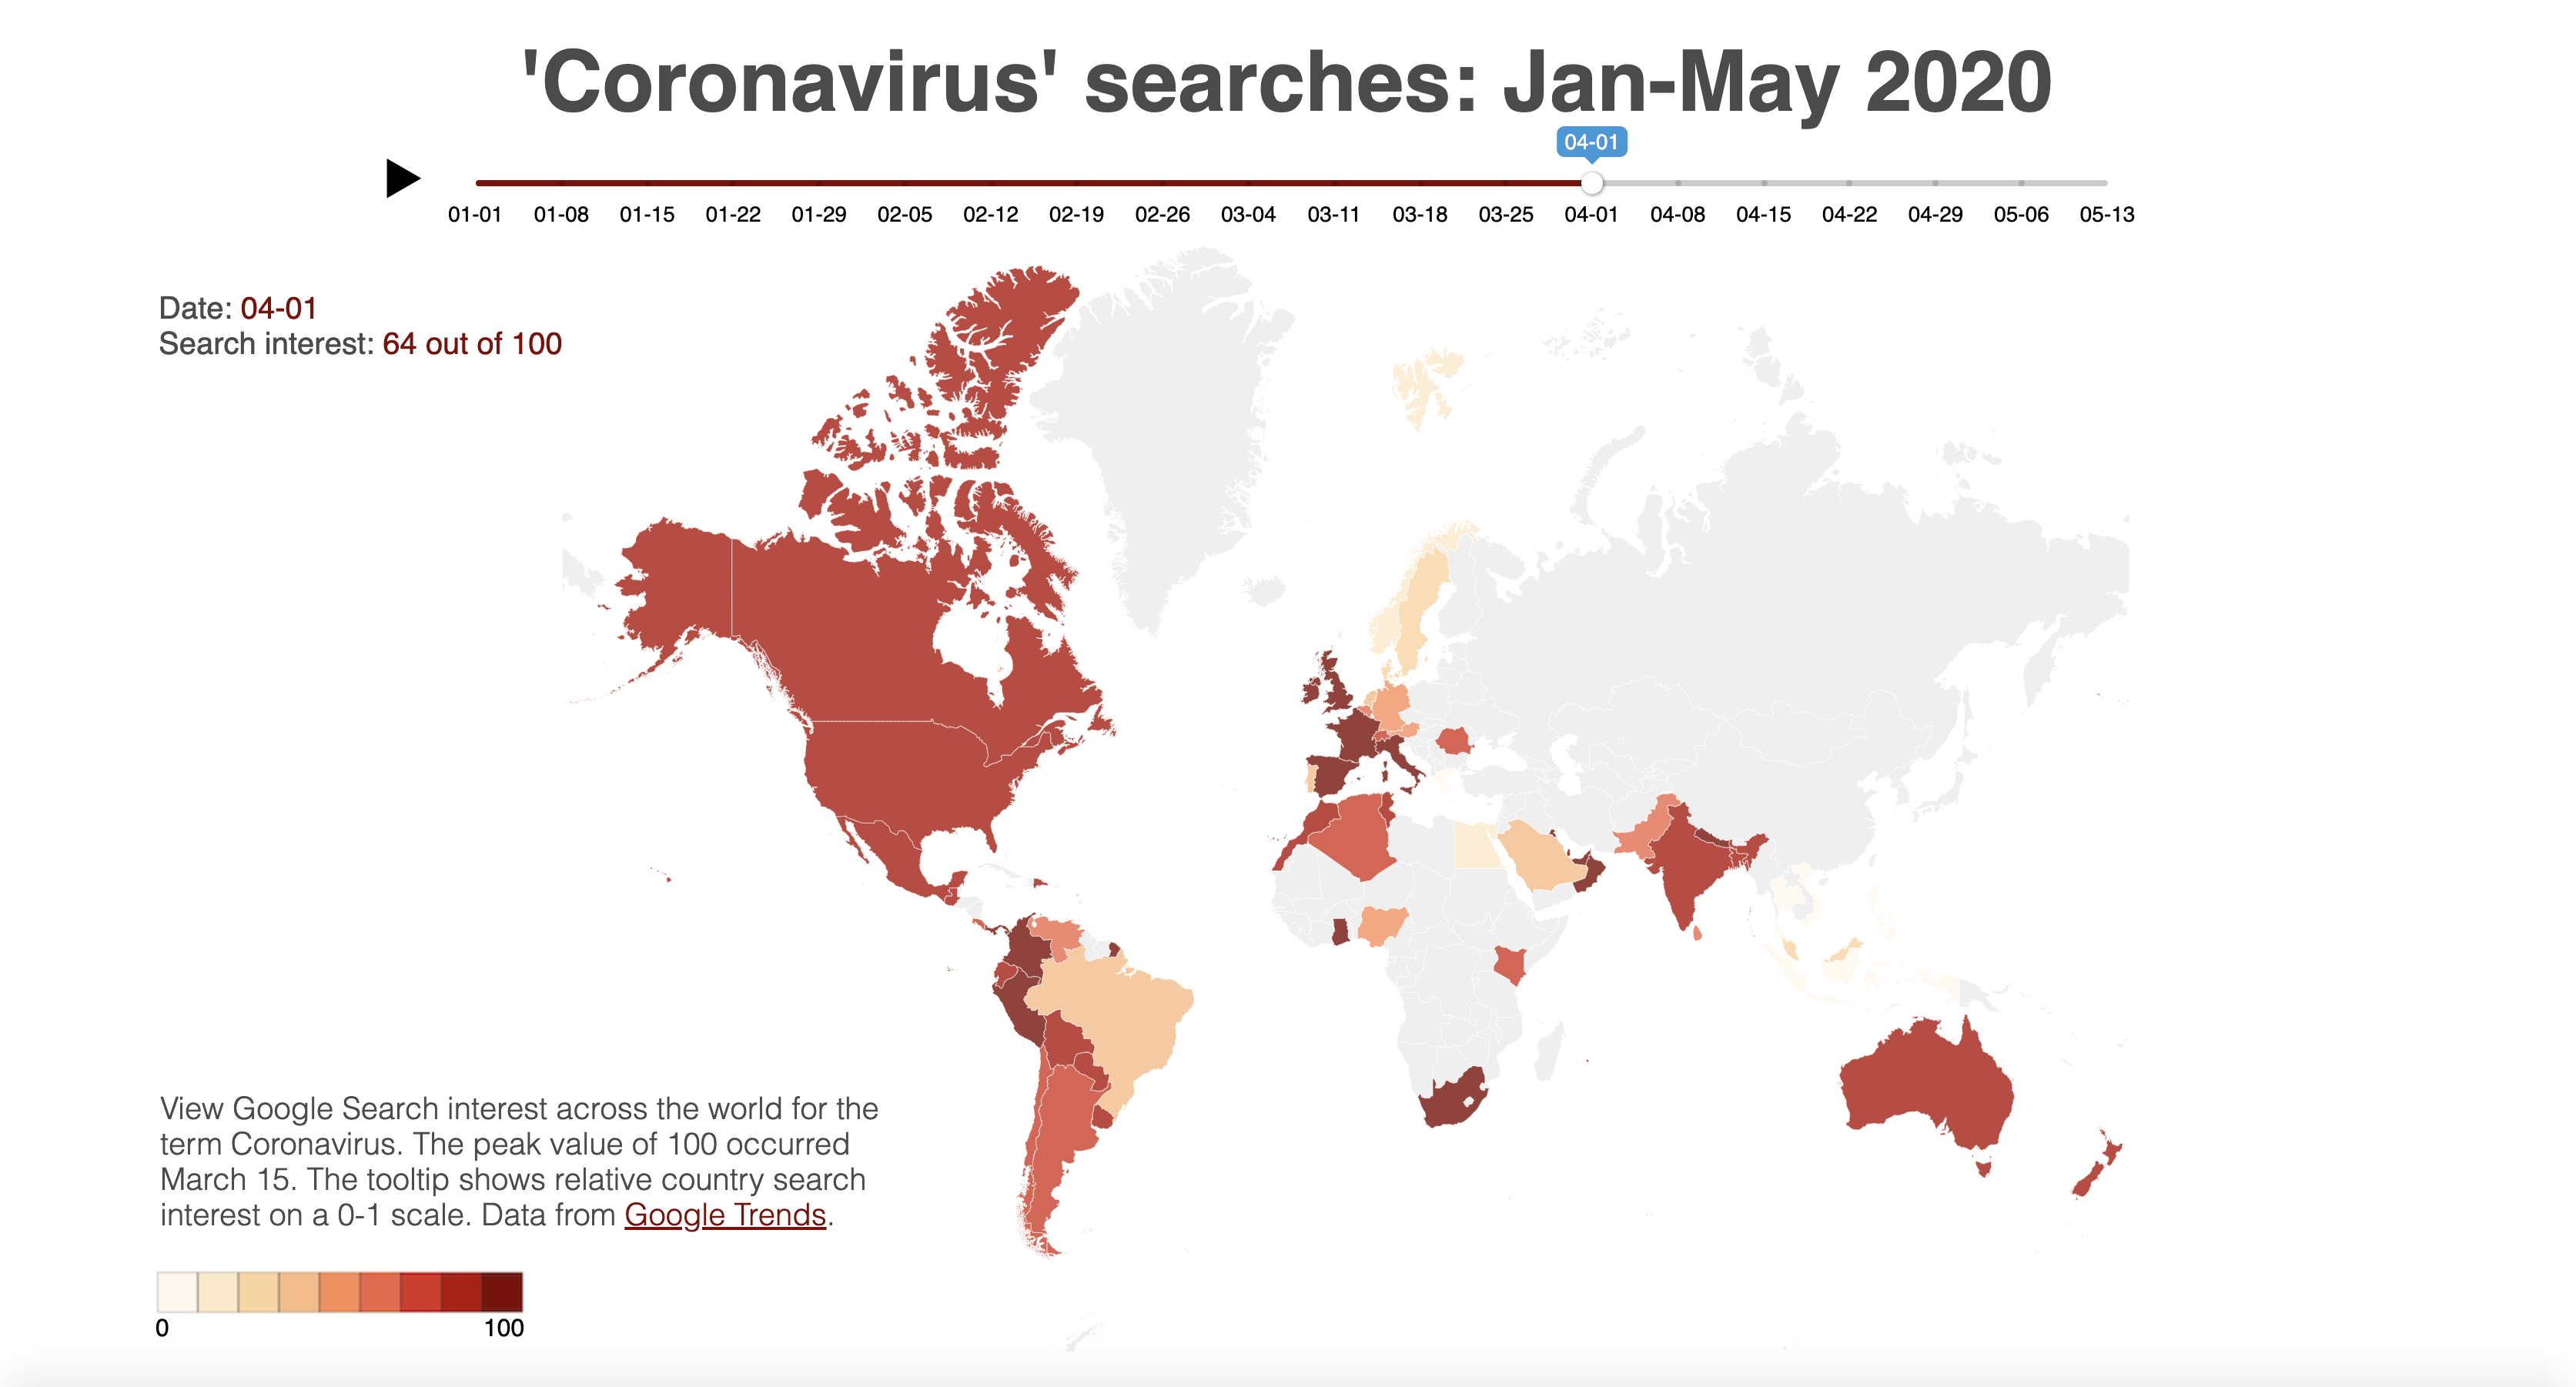 'Coronavirus' searches: Jan-May 2020
04-01
01-01 01-08 01-15 01-22 01-29 02-05 02-12 02-19 02-26 03-04 03-11 03-18 03-25 04-01 04-08 04-15 04-22 04-29 05-06 05-13
Date: 04-01
Search interest: 64 out of 100
View Google Search interest across the world for the
term Coronavirus. The peak value of 100 occurred
March 15. The tooltip shows relative country search
interest on a 0-1 scale. Data from Google Trends.
0 100